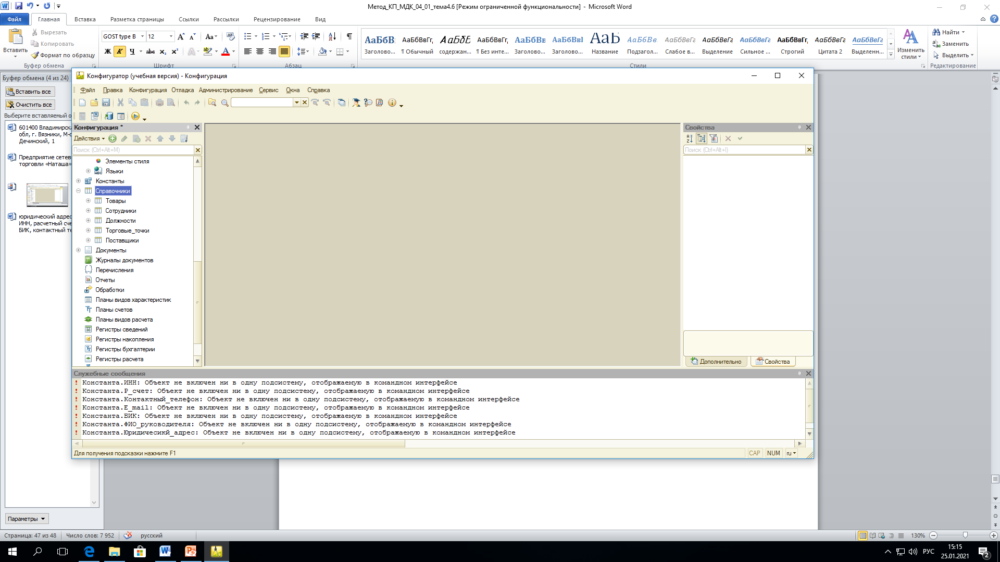 Метод_КП_МДК_04_01_тема4.6 [Режим ограниченной функциональности] - Microsoft Word
Файл Главная Вставка Разметка страницы Ссылки Рассылки Рецензирование Вид
Вставить
Вырезать
Копировать
Формат по образцу
Буфер обмена
GOST type B 12
Ж К Ч abc x₂ x²
Шрифт
Абзац
АаБбВ: АаБбВвГг, АаБбБ АаБбВвГг, АаБбВв АаБбВвІ АаБ АаБбВв. АаБбВвГг АаБбВвГг АаБбВвГг АаБбВвГг, АаБбВвГг АаБбВвГг
Заголово... ¶ Обычный содержан... ¶ Без инте... Заголово... Заголово... Название Подзагол... Слабое в... Выделение Сильное ... Строгий Цитата 2 Выделенн...
Стили
Изменить стили
Найти
Заменить
Выделить
Редактирование
Буфер обмена (4 из 24)
Вставить все
Очистить все
Выберите вставляемый о
601400 Владимирска
обл, г. Вязники, М-о
Дечинский, 1
Предприятие сетев
торговли «Наташа»
юридический адрес
ИНН, расчетный сче
БИК, контактный те
Параметры
Конфигуратор (учебная версия) - Конфигурация
Файл Правка Конфигурация Отладка Администрирование Сервис Окна Справка
Конфигурация *
Действия
Поиск (Ctrl+Alt+M)
Элементы стиля
Языки
Константы
Справочники
Товары
Сотрудники
Должности
Торговые_точки
Поставщики
Документы
Журналы документов
Перечисления
Отчеты
Обработки
Планы видов характеристик
Планы счетов
Планы видов расчета
Регистры сведений
Регистры накопления
Регистры бухгалтерии
Регистры расчета
Свойства
Поиск (Ctrl+Alt+I)
Дополнительно Свойства
Служебные сообщения
Константа.ИНН: Объект не включен ни в одну подсистему, отображаемую в командном интерфейсе
Константа.Р_счет: Объект не включен ни в одну подсистему, отображаемую в командном интерфейсе
Константа.Контактный_телефон: Объект не включен ни в одну подсистему, отображаемую в командном интерфейсе
Константа.E_mail: Объект не включен ни в одну подсистему, отображаемую в командном интерфейсе
Константа.БИК: Объект не включен ни в одну подсистему, отображаемую в командном интерфейсе
Константа.ФИО_руководителя: Объект не включен ни в одну подсистему, отображаемую в командном интерфейсе
Константа.Юридичесикй_адрес: Объект не включен ни в одну подсистему, отображаемую в командном интерфейсе
Для получения подсказки нажмите F1
CAP NUM ru
Страница: 47 из 48 Число слов: 7 952 русский
130%
РУС
15:15
25.01.2021
2